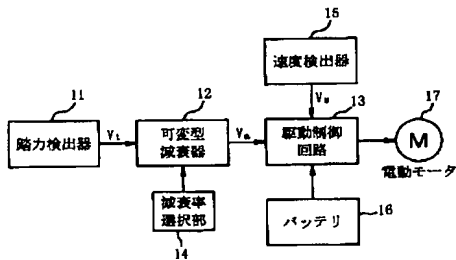 15
速度検出器
11
12
Vs
13
17
踏力検出器
Vt
可変型
減衰器
Va
駆動制御
回路
M
電動モータ
減衰率
選択部
14
バッテリ
16